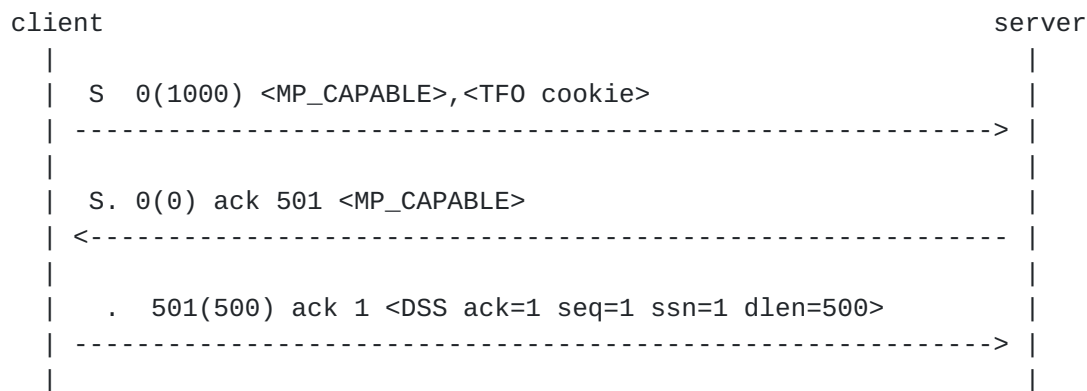 client                                                         server
  |                                                              |
  |  S  0(1000) <MP_CAPABLE>,<TFO cookie>                        |
  | -----------------------------------------------------------> |
  |                                                              |
  |  S. 0(0) ack 501 <MP_CAPABLE>                                |
  | <----------------------------------------------------------- |
  |                                                              |
  |   .  501(500) ack 1 <DSS ack=1 seq=1 ssn=1 dlen=500>         |
  | -----------------------------------------------------------> |
  |                                                              |